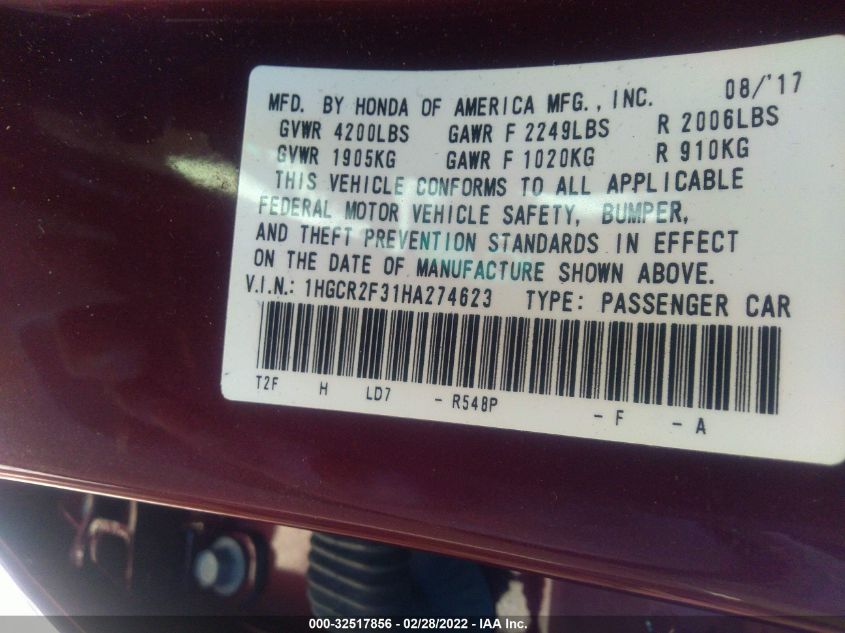 MFD. BY HONDA OF AMERICA MFG., INC. 08/'17
GVWR 4200LBS GAWR F 2249LBS R 2006LBS
GVWR 1905KG GAWR F 1020KG R 910KG
THIS VEHICLE CONFORMS TO ALL APPLICABLE
FEDERAL MOTOR VEHICLE SAFETY, BUMPER,
AND THEFT PREVENTION STANDARDS IN EFFECT
ON THE DATE OF MANUFACTURE SHOWN ABOVE.
V.I.N.: 1HGCR2F31HA274623 TYPE: PASSENGER CAR
T2F H LD7 - R548P - F - A
000-32517856 / 02/28/2022 - IAA Inc.